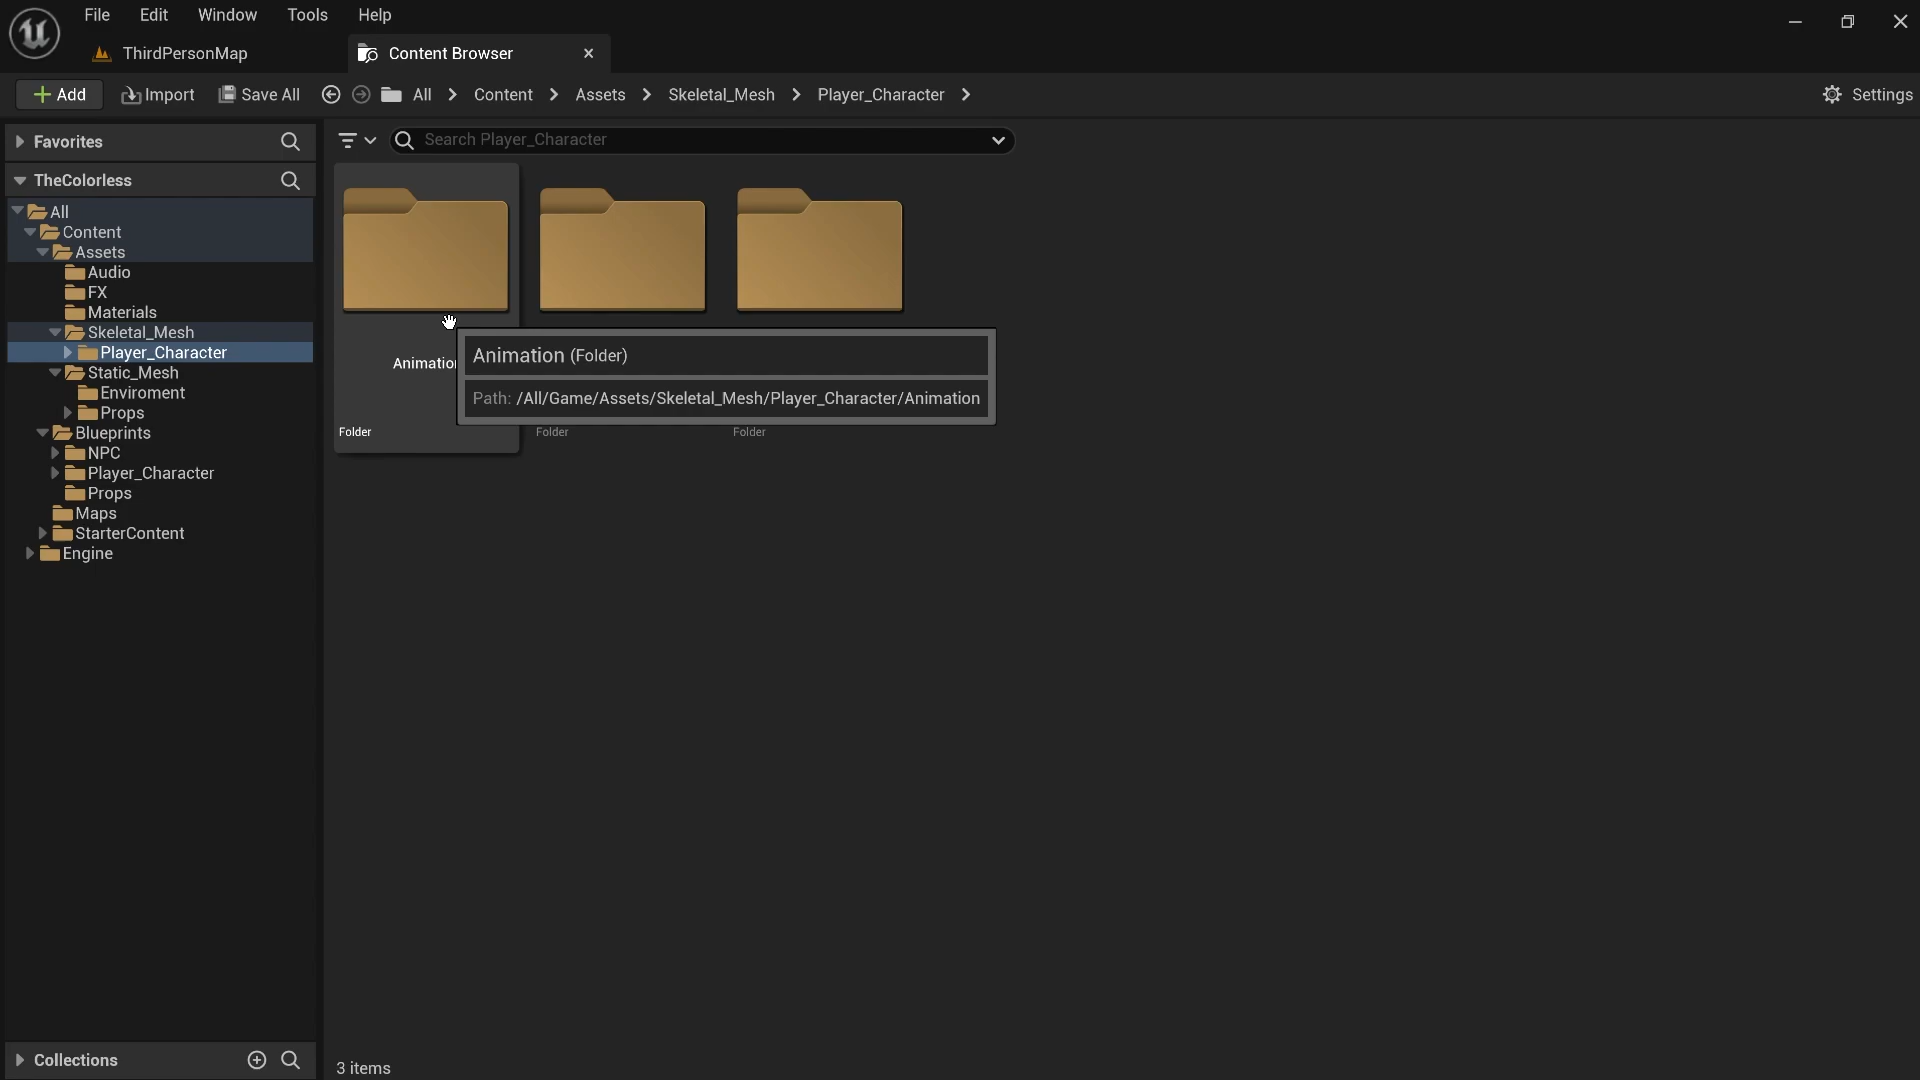 File Edit Window Tools Help
ThirdPersonMap Content Browser
Add Import Save All All Content Assets Skeletal_Mesh Player_Character Settings
Favorites
Search Player_Character
TheColorless
All
Content
Assets
Audio
FX
Materials
Skeletal_Mesh
Player_Character
Static_Mesh
Enviroment
Props
Blueprints
NPC
Player_Character
Props
Maps
StarterContent
Engine
Animation (Folder)
Animation
Path: /All/Game/Assets/Skeletal_Mesh/Player_Character/Animation
Folder Folder Folder
Collections
3 items